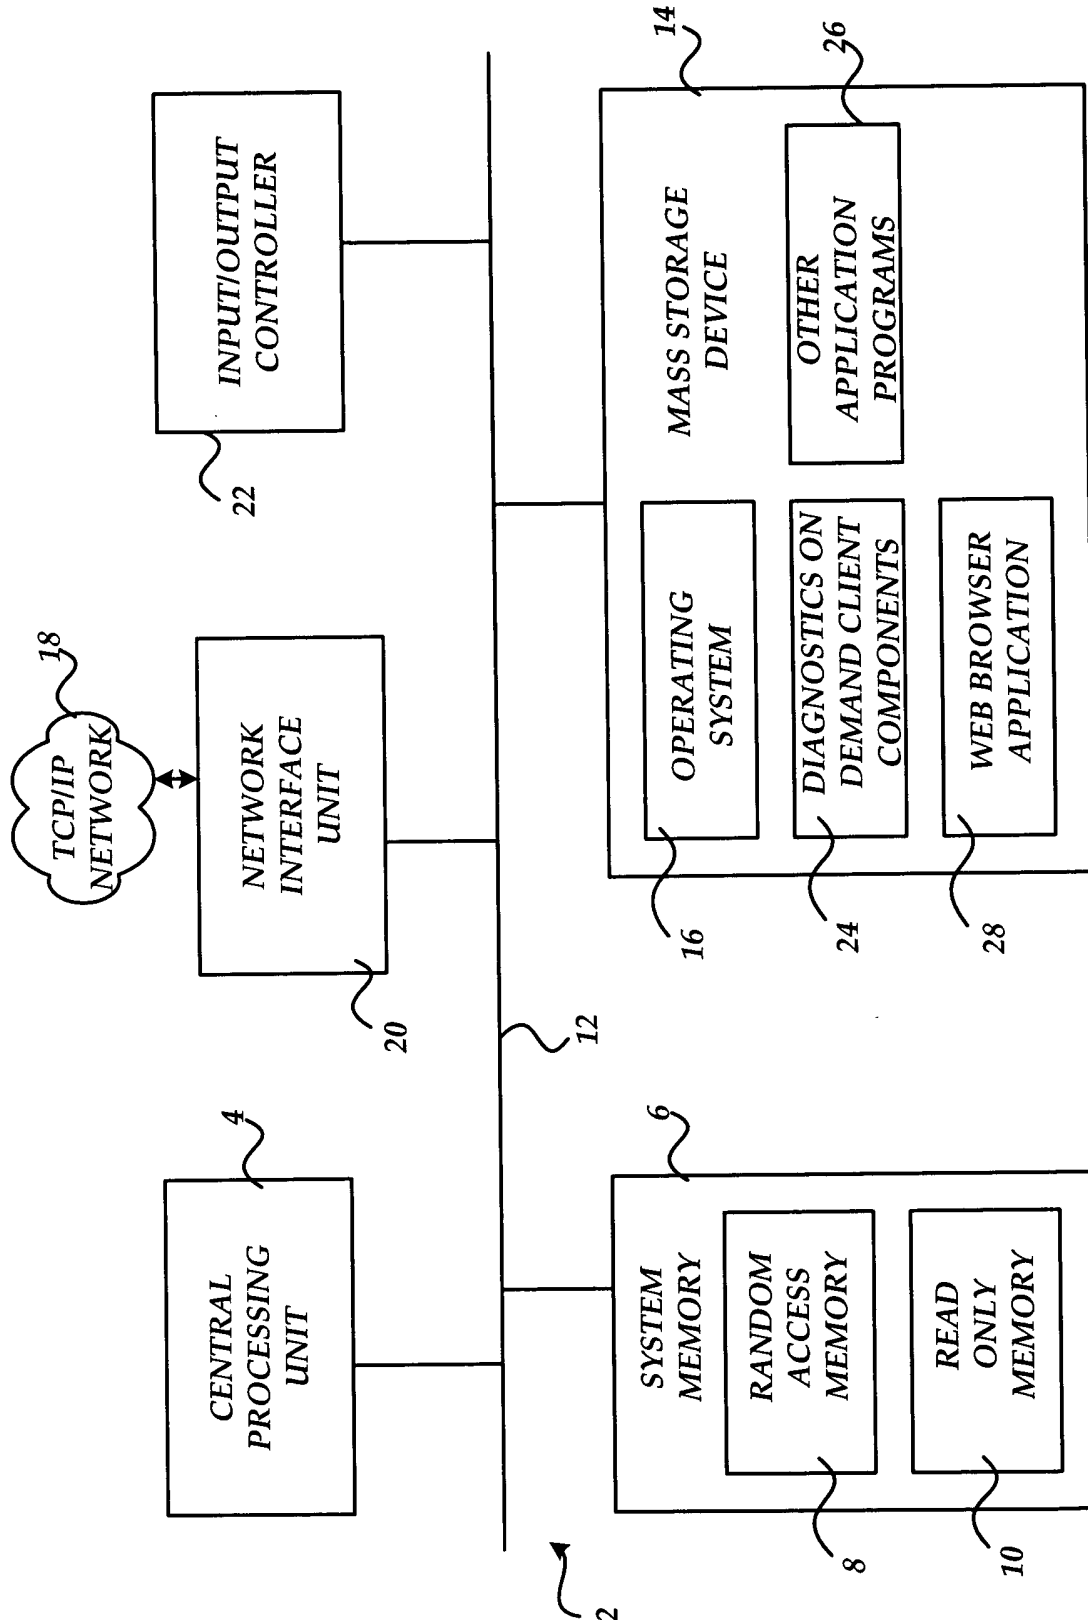 TCP/IP
NETWORK
18
CENTRAL
PROCESSING
UNIT
4
NETWORK
INTERFACE
UNIT
20
INPUT/OUTPUT
CONTROLLER
22
12
2
SYSTEM
MEMORY
6
RANDOM
ACCESS
MEMORY
8
READ
ONLY
MEMORY
10
MASS STORAGE
DEVICE
14
OPERATING
SYSTEM
16
DIAGNOSTICS ON
DEMAND CLIENT
COMPONENTS
24
WEB BROWSER
APPLICATION
28
OTHER
APPLICATION
PROGRAMS
26